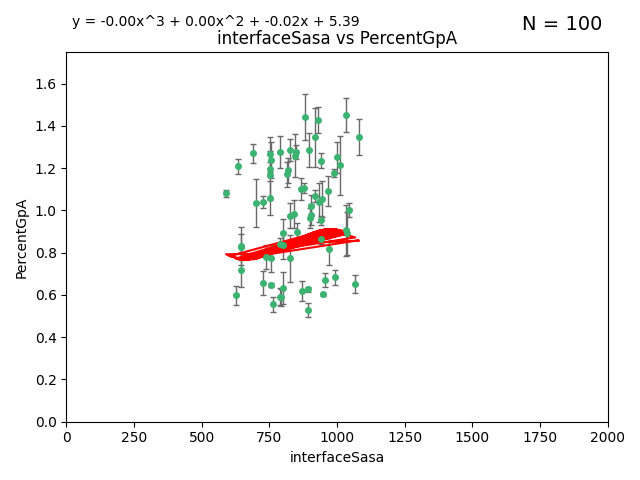 y = -0.00x^3 + 0.00x^2 + -0.02x + 5.39
N = 100
interfaceSasa vs PercentGpA
PercentGpA
1.6
1.4
1.2
1.0
0.8
0.6
0.4
0.2
0.0
0 250 500 750 1000 1250 1500 1750 2000
interfaceSasa